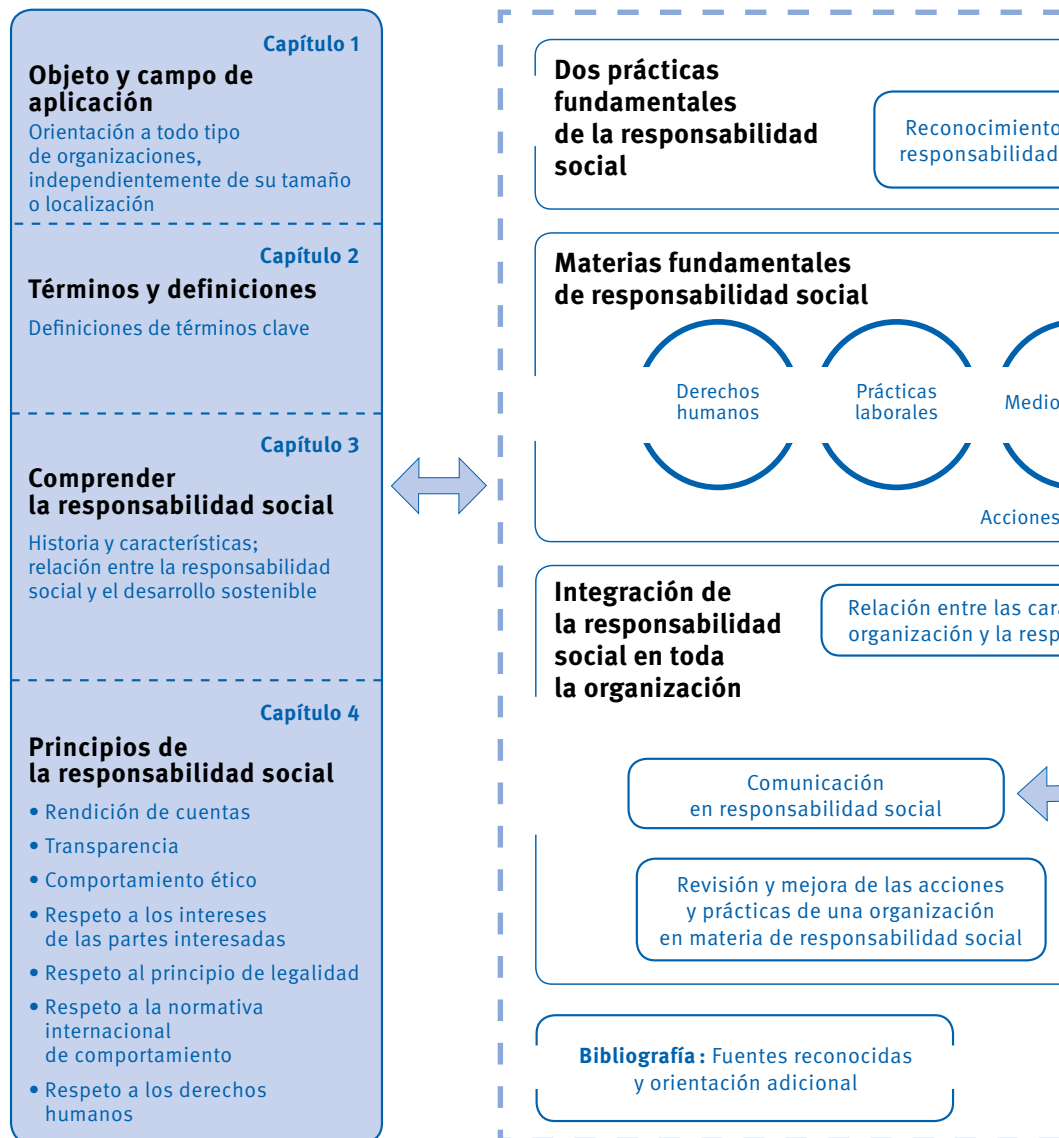 Capítulo 1
Objeto y campo de
aplicación
Orientación a todo tipo
de organizaciones,
independientemente de su tamaño
o localización
Capítulo 2
Términos y definiciones
Definiciones de términos clave
Capítulo 3
Comprender
la responsabilidad social
Historia y características;
relación entre la responsabilidad
social y el desarrollo sostenible
Capítulo 4
Principios de
la responsabilidad social
• Rendición de cuentas
• Transparencia
• Comportamiento ético
• Respeto a los intereses
de las partes interesadas
• Respeto al principio de legalidad
• Respeto a la normativa
internacional
de comportamiento
• Respeto a los derechos
humanos
Dos prácticas
fundamentales
de la responsabilidad
social
Reconocimiento
responsabilidad
Materias fundamentales
de responsabilidad social
Derechos
humanos
Prácticas
laborales
Medio
Acciones
Integración de
la responsabilidad
social en toda
la organización
Relación entre las
organización y la
Comunicación
en responsabilidad social
Revisión y mejora de las acciones
y prácticas de una organización
en materia de responsabilidad social
Bibliografía : Fuentes reconocidas
y orientación adicional